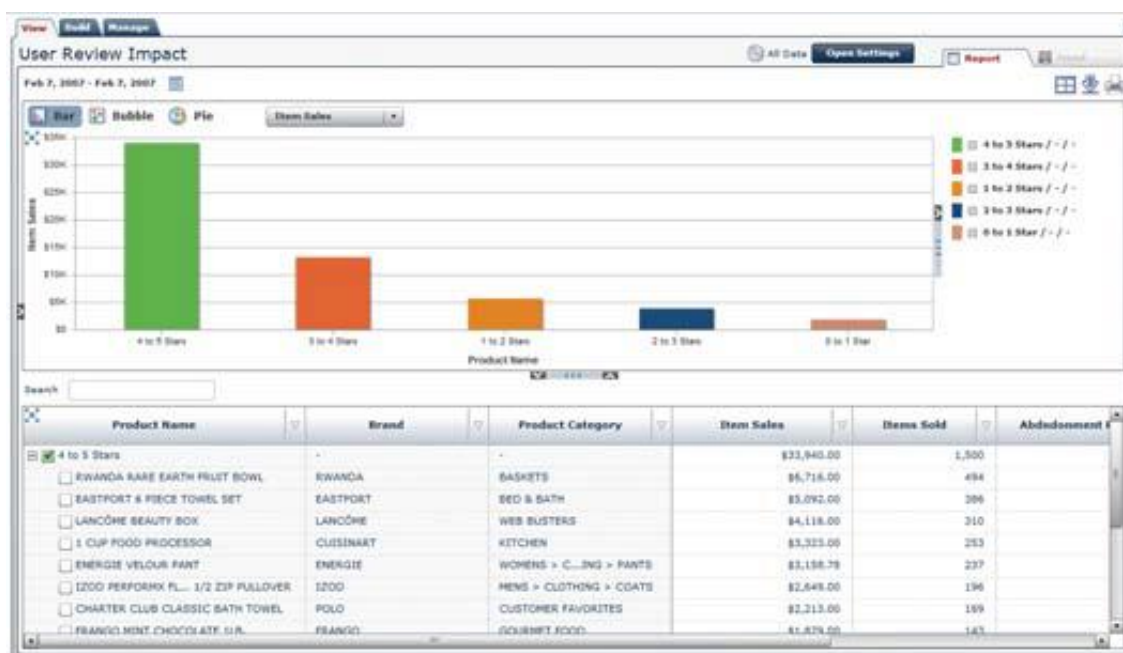 View Build Manage
User Review Impact All Data Open Settings Report
Feb 7, 2007 - Feb 7, 2007
Bar Bubble Pie Item Sales
$35K
$30K
$25K
$20K
$15K
$10K
$5K
$0
Item Sales
4 to 5 Stars 3 to 4 Stars 1 to 2 Stars 2 to 3 Stars 0 to 1 Star
Product Name
4 to 5 Stars / - / -
3 to 4 Stars / - / -
1 to 2 Stars / - / -
2 to 3 Stars / - / -
0 to 1 Star / - / -
Search
Product Name Brand Product Category Item Sales Items Sold Abdndonment
4 to 5 Stars - - $33,940.00 1,500
RWANDA RARE EARTH FRUIT BOWL RWANDA BASKETS $6,716.00 494
EASTPORT 6 PIECE TOWEL SET EASTPORT BED & BATH $5,092.00 386
LANCÔME BEAUTY BOX LANCÔME WEB BUSTERS $4,116.00 310
1 CUP FOOD PROCESSOR CUISINART KITCHEN $3,323.00 253
ENERGIE VELOUR PANT ENERGIE WOMENS > C...ING > PANTS $3,158.79 237
IZOD PERFORMX FL... 1/2 ZIP PULLOVER IZOD MENS > CLOTHING > COATS $2,649.00 196
CHARTER CLUB CLASSIC BATH TOWEL POLO CUSTOMER FAVORITES $2,213.00 169
FRANGO MINT CHOCOLATE FRANGO GOURMET FOOD $1,879.00 143